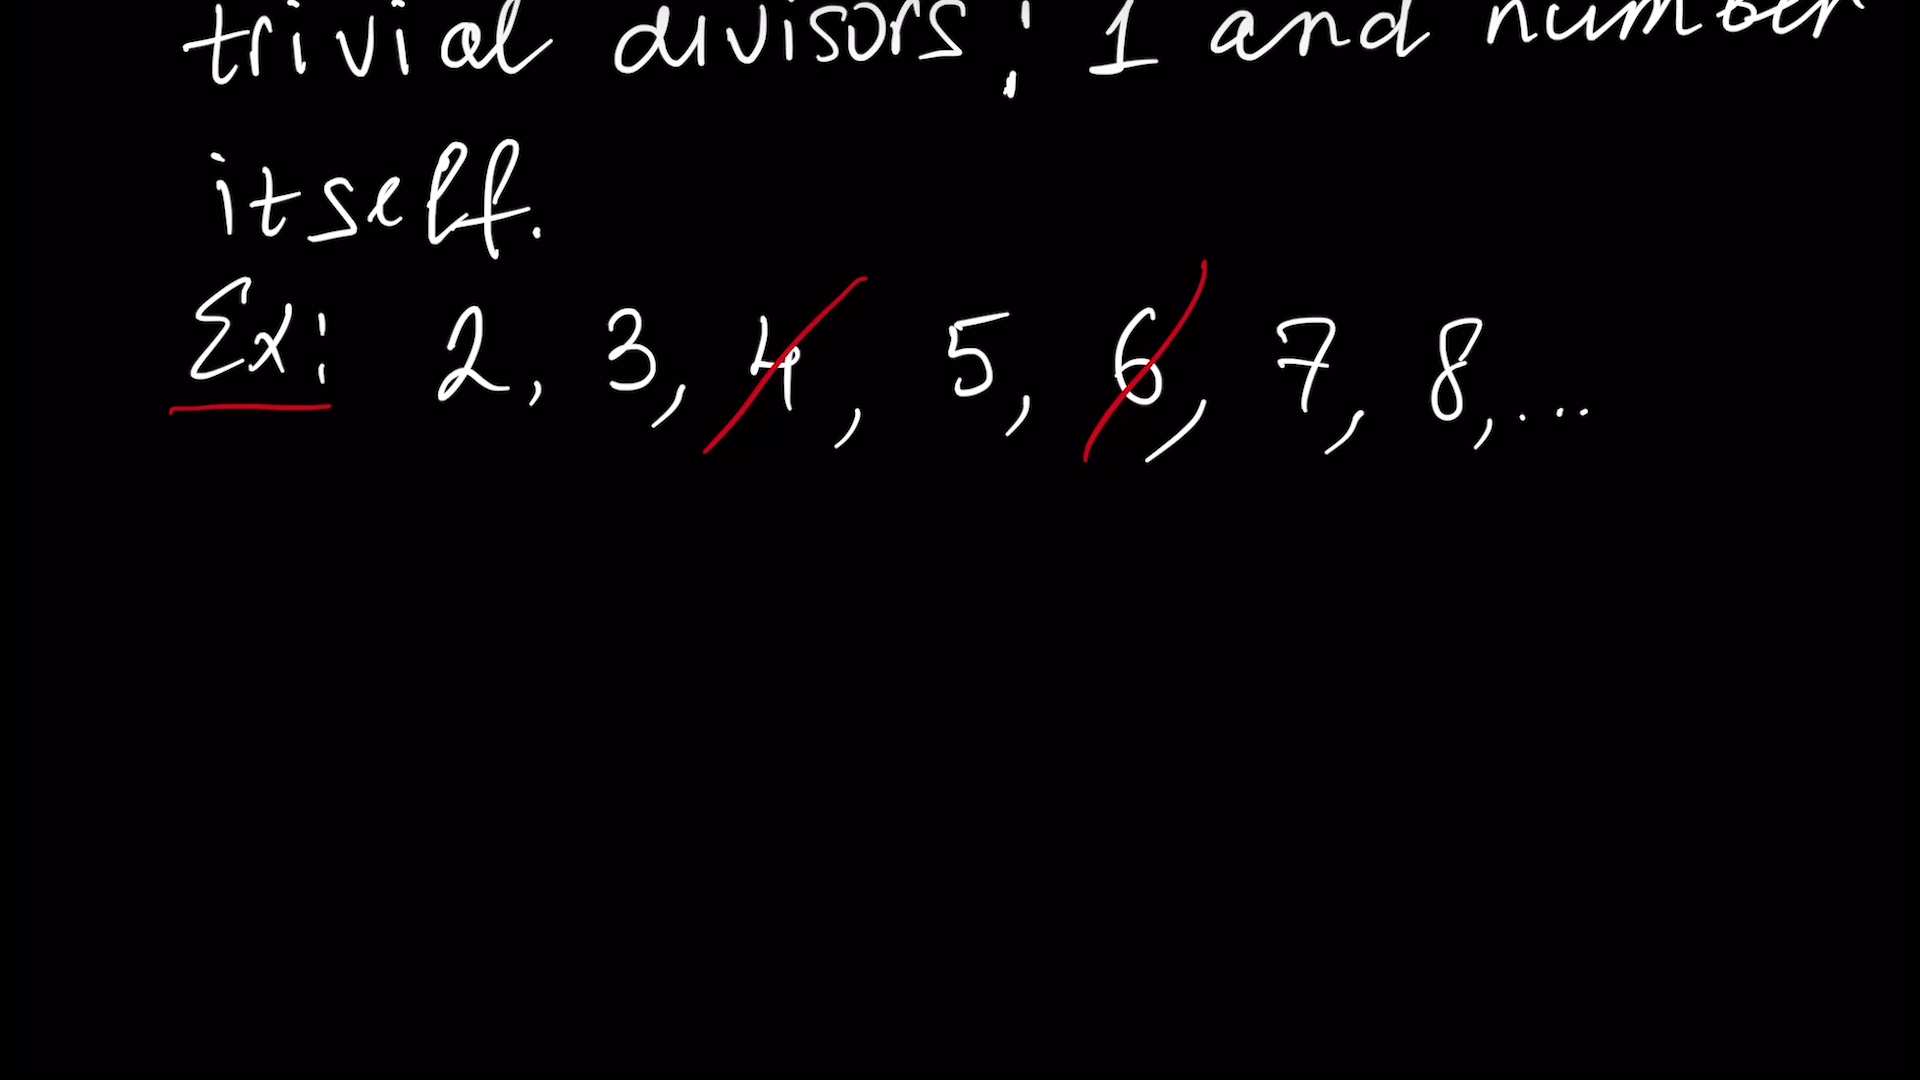 trivial divisors: 1 and number
itself.
Ex: 2, 3, 4, 5, 6, 7, 8, ...